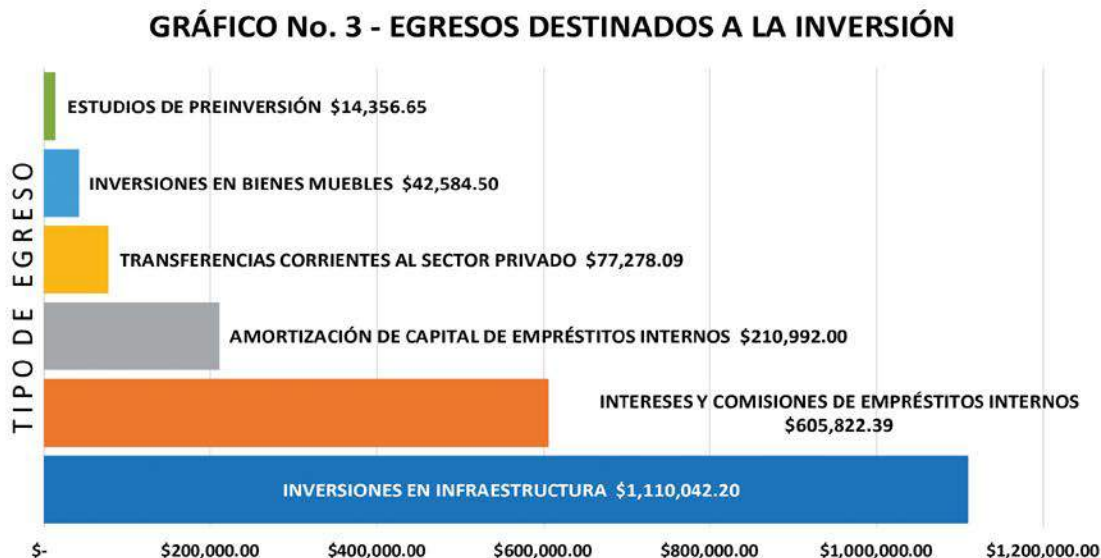 GRÁFICO No. 3 - EGRESOS DESTINADOS A LA INVERSIÓN
TIPO DE EGRESO
ESTUDIOS DE PREINVERSIÓN $14,356.65
INVERSIONES EN BIENES MUEBLES $42,584.50
TRANSFERENCIAS CORRIENTES AL SECTOR PRIVADO $77,278.09
AMORTIZACIÓN DE CAPITAL DE EMPRÉSTITOS INTERNOS $210,992.00
INTERESES Y COMISIONES DE EMPRÉSTITOS INTERNOS
$605,822.39
INVERSIONES EN INFRAESTRUCTURA $1,110,042.20
$- $200,000.00 $400,000.00 $600,000.00 $800,000.00 $1,000,000.00 $1,200,000.00